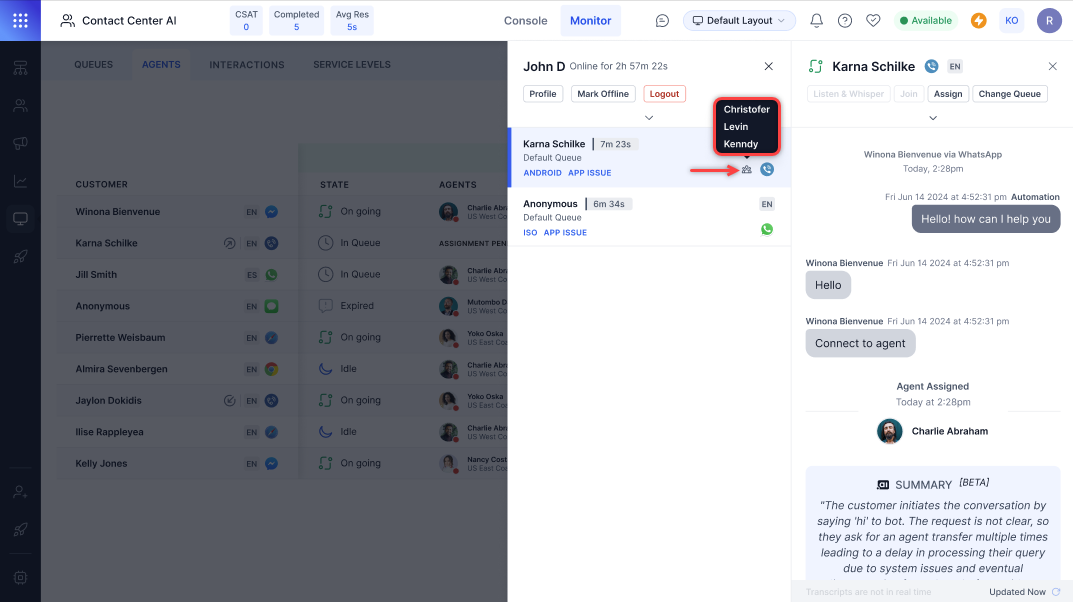 Contact Center AI
CSAT
0
Completed
5
Avg Res
5s
Console
Monitor
Default Layout
Available
KO
R
QUEUES
AGENTS
INTERACTIONS
SERVICE LEVELS
CUSTOMER
STATE
AGENTS
Winona Bienvenue
EN
On going
Charlie Abra
US West Co
Karna Schilke
EN
In Queue
ASSIGNMENT PEN
Jill Smith
ES
In Queue
Charlie Abra
US West Co
Anonymous
EN
Expired
Mutombo D
US East Co
Pierrette Weisbaum
EN
On going
Yoko Oska
US East Co
Almira Sevenbergen
EN
Idle
Charlie Abra
US West Co
Jaylon Dokidis
EN
On going
Yoko Oska
US East Co
Ilise Rappleyea
EN
Idle
Charlie Abra
US West Co
Kelly Jones
EN
On going
Nancy Cost
US East Co
John D Online for 2h 57m 22s
Profile
Mark Offline
Logout
Christofer
Levin
Kenndy
Karna Schilke
7m 23s
Default Queue
ANDROID APP ISSUE
Anonymous
6m 34s
EN
Default Queue
ISO APP ISSUE
Karna Schilke
EN
Listen & Whisper
Join
Assign
Change Queue
Winona Bienvenue via WhatsApp
Today, 2:28pm
Fri Jun 14 2024 at 4:52:31 pm Automation
Hello! how can I help you
Winona Bienvenue Fri Jun 14 2024 at 4:52:31 pm
Hello
Winona Bienvenue Fri Jun 14 2024 at 4:52:31 pm
Connect to agent
Agent Assigned
Today at 2:28pm
Charlie Abraham
.ai SUMMARY [BETA]
"The customer initiates the conversation by
saying 'hi' to bot. The request is not clear, so
they ask for an agent transfer multiple times
leading to a delay in processing their query
due to system issues and eventual
Transcripts are not in real time
Updated Now